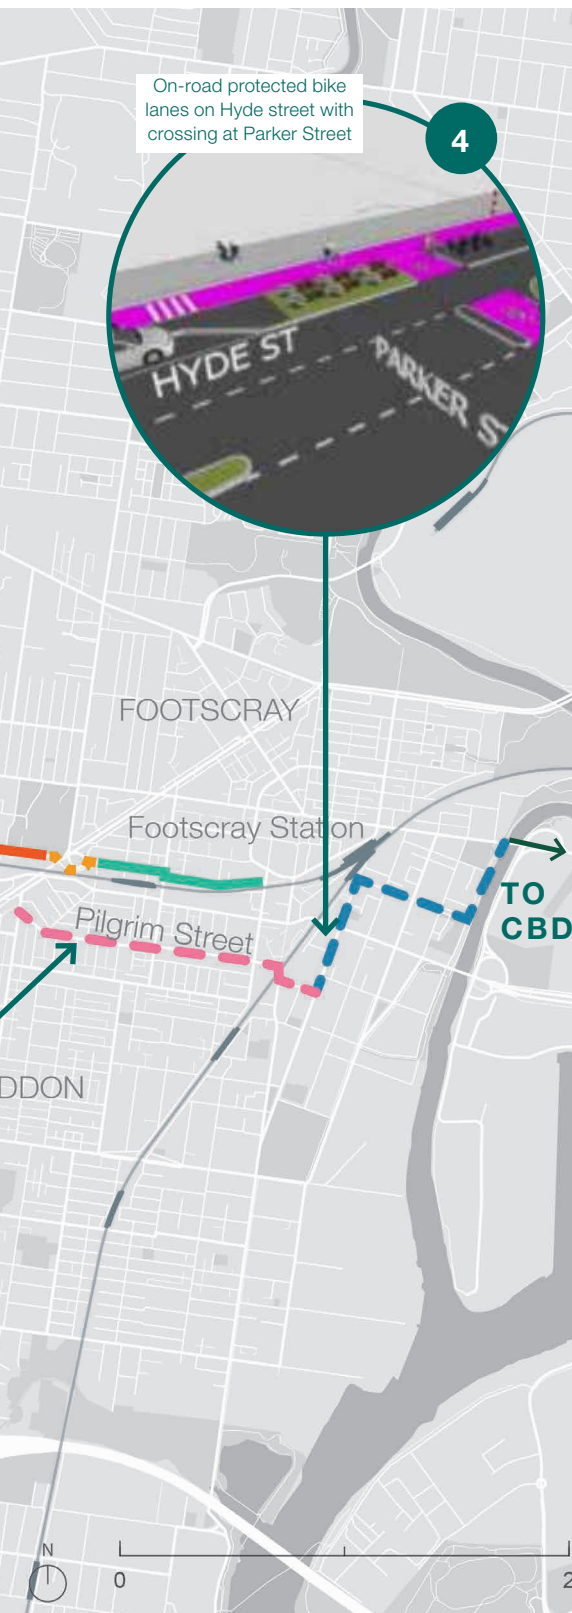 On-road protected bike
lanes on Hyde street with
crossing at Parker Street
4
HYDE ST
PARKER S
FOOTSCRAY
Footscray Station
TO
CBD
Pilgrim Street
DDON
N
0
2